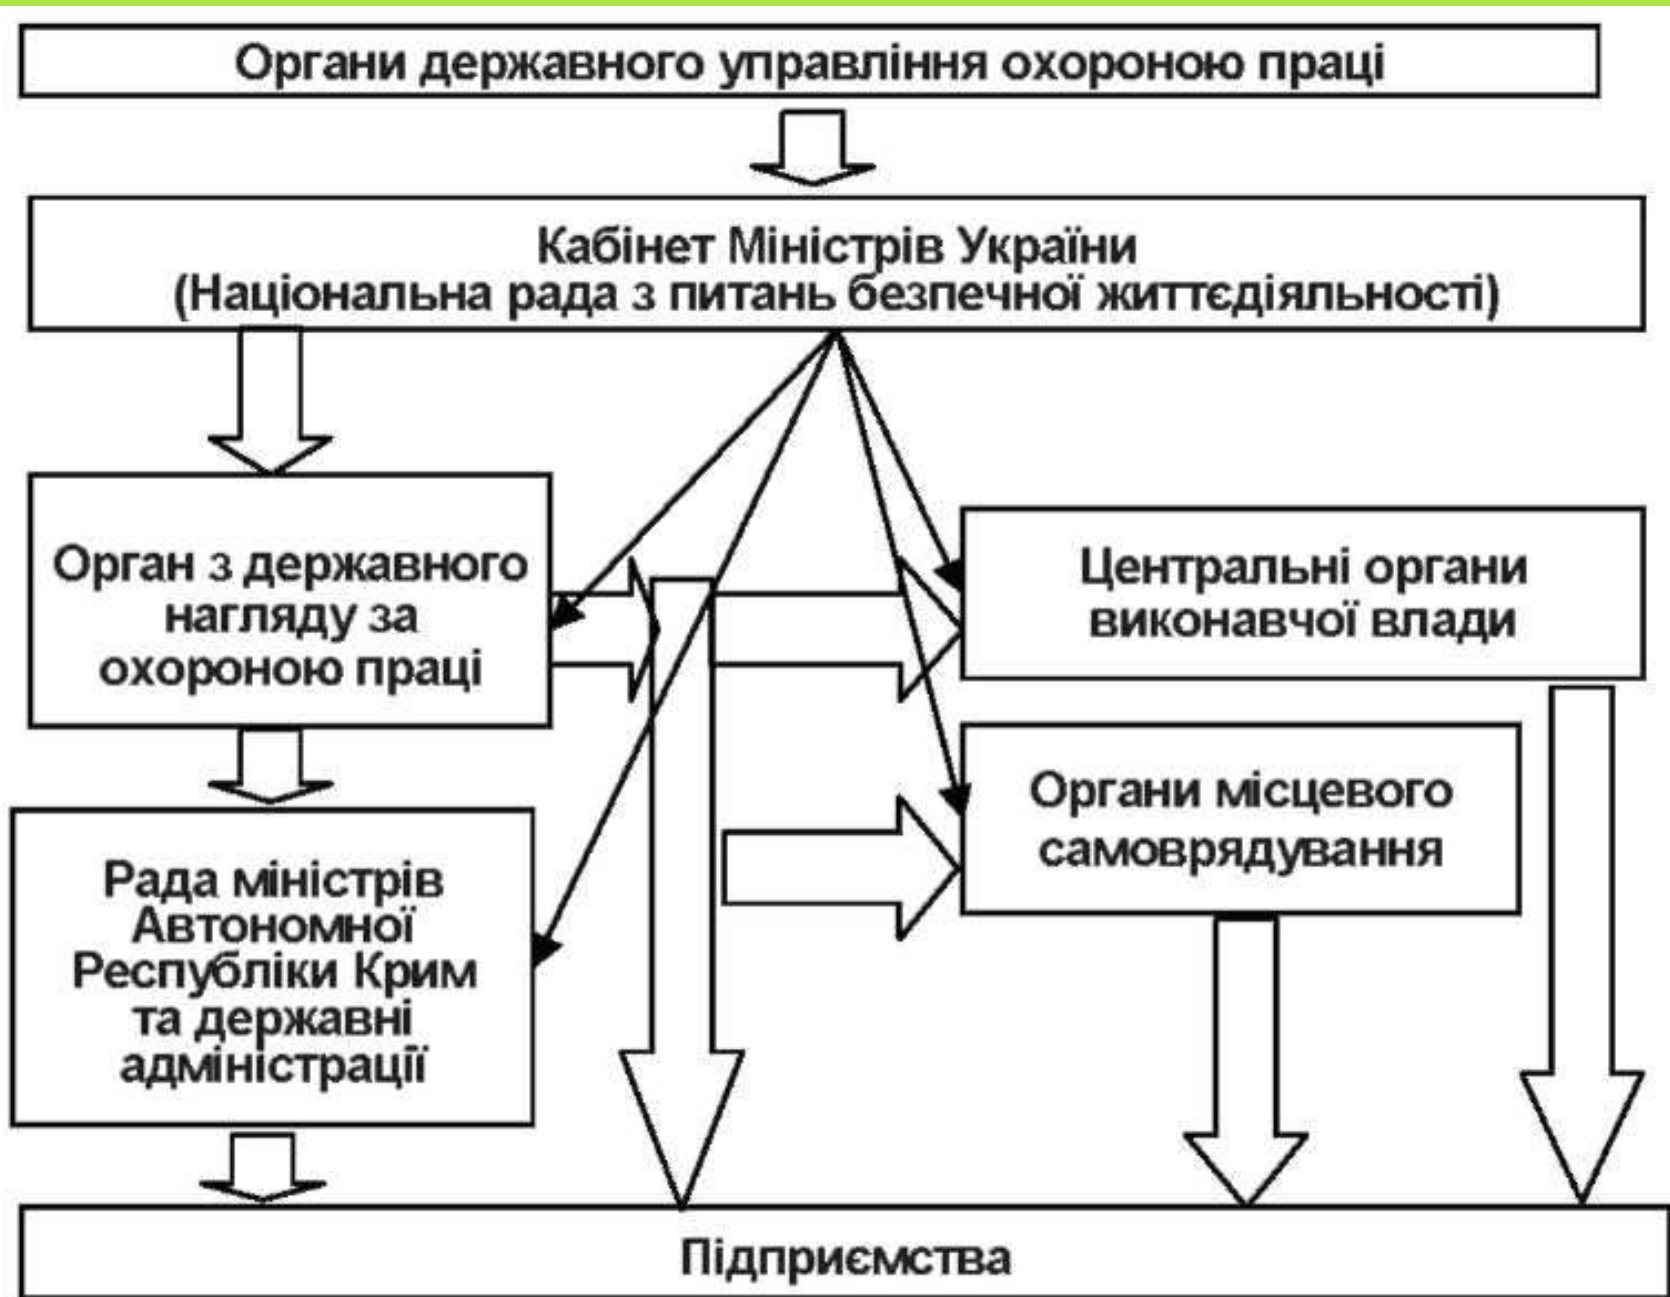 Органи державного управління охороною праці
Кабінет Міністрів України
(Національна рада з питань безпечної життєдіяльності)
Орган з державного
нагляду за
охороною праці
Центральні органи
виконавчої влади
Органи місцевого
самоврядування
Рада міністрів
Автономної
Республіки Крим
та державні
адміністрації
Підприємства